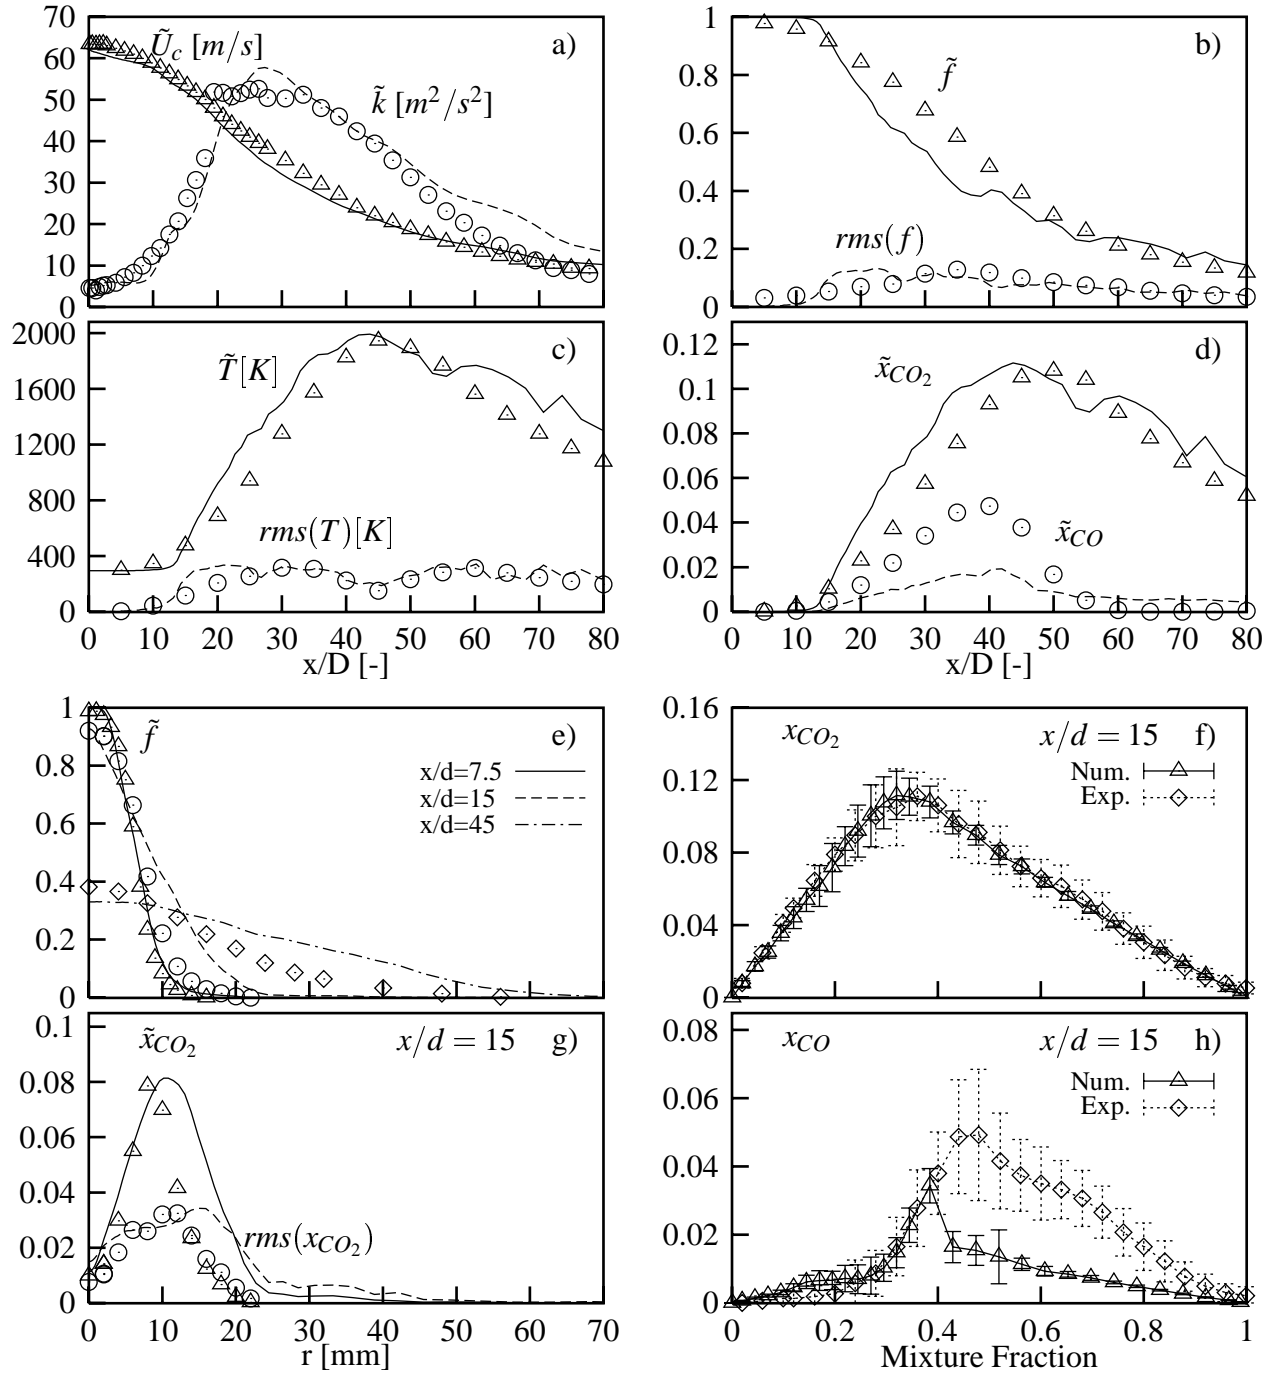 70
60
50
40
30
20
10
0
Ũ_c [m/s]
k̃ [m²/s²]
a)
1
0.8
0.6
0.4
0.2
0
f̃
rms(f)
b)
2000
1600
1200
800
400
0
T̃[K]
rms(T)[K]
c)
0 10 20 30 40 50 60 70 80
x/D [-]
0.12
0.1
0.08
0.06
0.04
0.02
0
x̃_{CO₂}
x̃_{CO}
d)
0 10 20 30 40 50 60 70 80
x/D [-]
1
0.8
0.6
0.4
0.2
0
f̃
e)
x/d=7.5
x/d=15
x/d=45
0.16
0.12
0.08
0.04
0
x_{CO₂}
x/d = 15
f)
Num.
Exp.
0.1
0.08
0.06
0.04
0.02
0
x̃_{CO₂}
x/d = 15
g)
rms(x_{CO₂})
0 10 20 30 40 50 60 70
r [mm]
0.08
0.06
0.04
0.02
0
x_{CO}
x/d = 15
h)
Num.
Exp.
0 0.2 0.4 0.6 0.8 1
Mixture Fraction